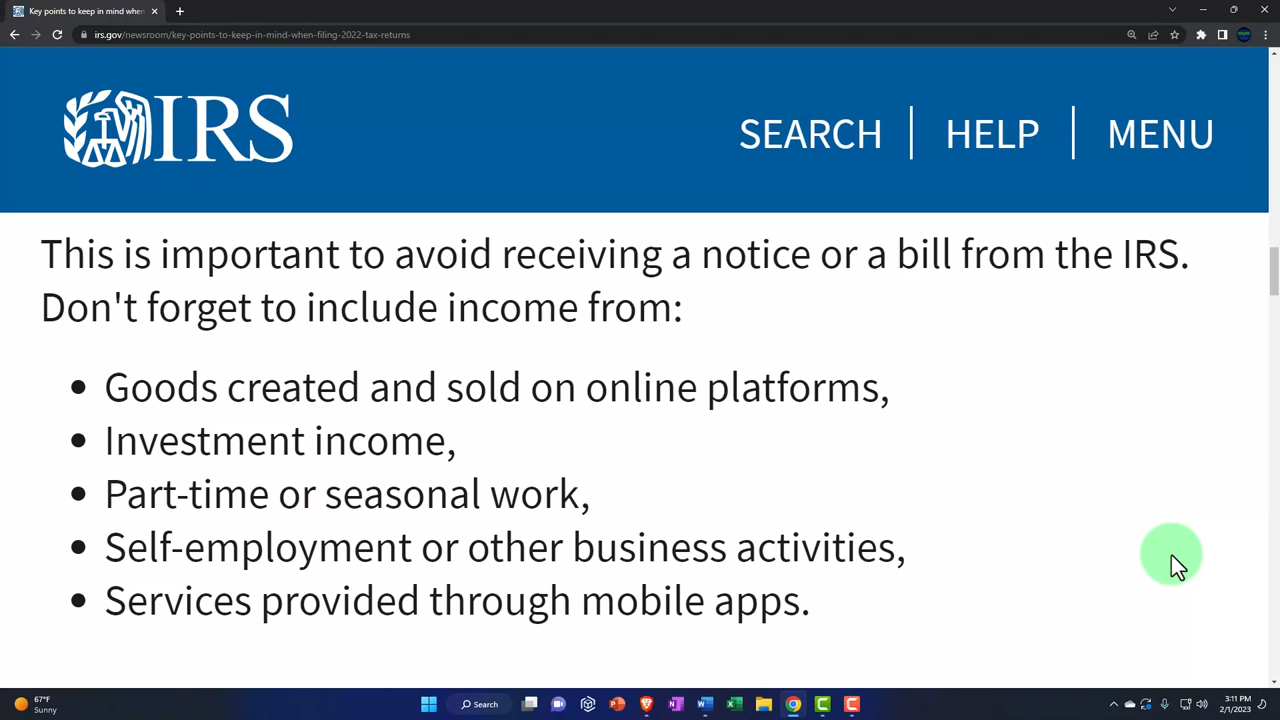 Key points to keep in mind when
irs.gov/newsroom/key-points-to-keep-in-mind-when-filing-2022-tax-returns
IRS
SEARCH
HELP
MENU
This is important to avoid receiving a notice or a bill from the IRS.
Don't forget to include income from:
• Goods created and sold on online platforms,
• Investment income,
• Part-time or seasonal work,
• Self-employment or other business activities,
• Services provided through mobile apps.
67°F
Sunny
Search
3:11 PM
2/1/2023